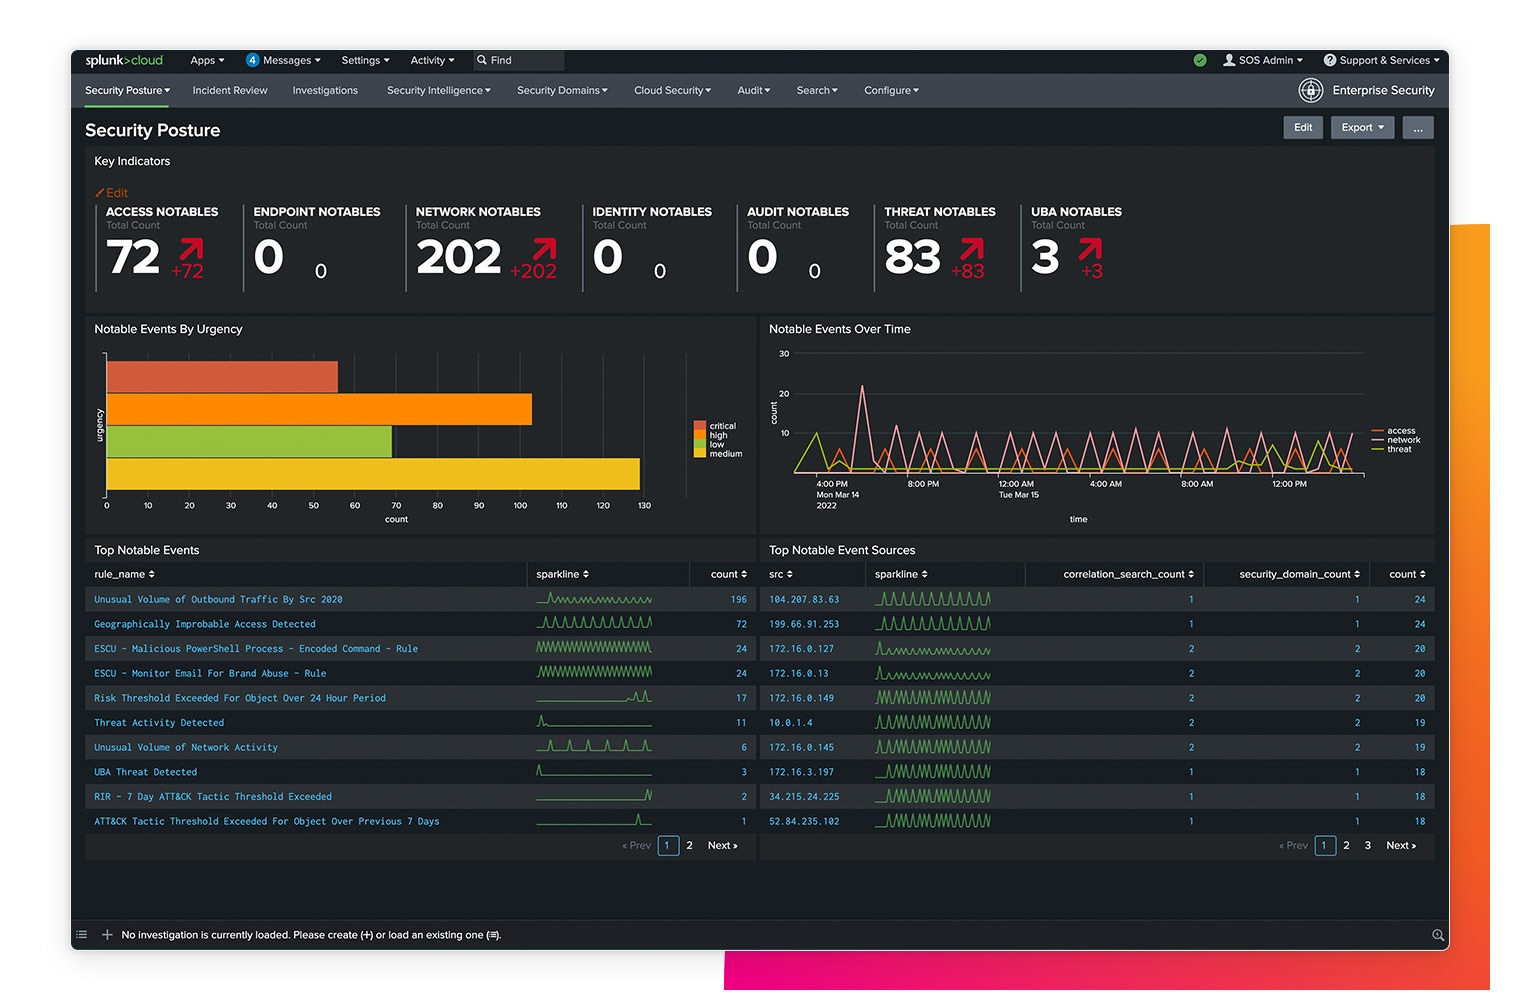 splunk>cloud Apps 4 Messages Settings Activity Find SOS Admin ? Support & Services
Security Posture Incident Review Investigations Security Intelligence Security Domains Cloud Security Audit Search Configure Enterprise Security
Security Posture Edit Export ...
Key Indicators
Edit
ACCESS NOTABLES ENDPOINT NOTABLES NETWORK NOTABLES IDENTITY NOTABLES AUDIT NOTABLES THREAT NOTABLES UBA NOTABLES
Total Count Total Count Total Count Total Count Total Count Total Count Total Count
72 +72 0 0 202 +202 0 0 0 0 83 +83 3 +3
Notable Events By Urgency
urgency
critical
high
low
medium
0 10 20 30 40 50 60 70 80 90 100 110 120 130
count
Notable Events Over Time
30
20
10
count
access
network
threat
4:00 PM 8:00 PM 12:00 AM 4:00 AM 8:00 AM 12:00 PM
Mon Mar 14 Tue Mar 15
2022
time
Top Notable Events
rule_name sparkline count
Unusual Volume of Outbound Traffic By Src 2020 196
Geographically Improbable Access Detected 72
ESCU - Malicious PowerShell Process - Encoded Command - Rule 24
ESCU - Monitor Email For Brand Abuse - Rule 24
Risk Threshold Exceeded For Object Over 24 Hour Period 17
Threat Activity Detected 11
Unusual Volume of Network Activity 6
UBA Threat Detected 3
RIR - 7 Day ATT&CK Tactic Threshold Exceeded 2
ATT&CK Tactic Threshold Exceeded For Object Over Previous 7 Days 1
« Prev 1 2 Next »
Top Notable Event Sources
src sparkline correlation_search_count security_domain_count count
104.207.83.63 1 1 24
199.66.91.253 1 1 24
172.16.0.127 2 2 20
172.16.0.13 2 2 20
172.16.0.149 2 2 20
10.0.1.4 2 2 19
172.16.0.145 2 2 19
172.16.3.197 1 1 18
34.215.24.225 1 1 18
52.84.235.102 1 1 18
« Prev 1 2 3 Next »
No investigation is currently loaded. Please create (+) or load an existing one (≡).